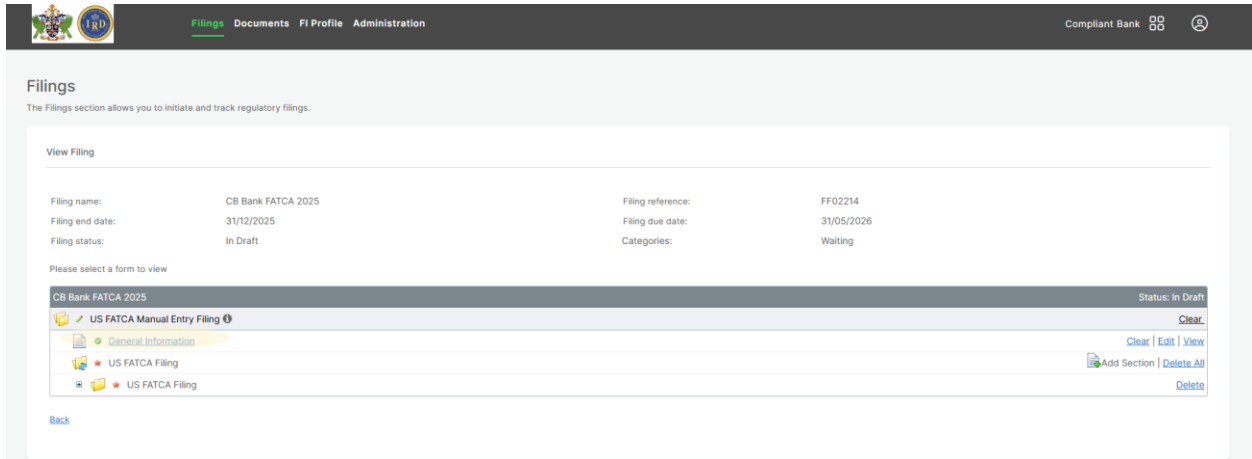 IRD Filings Documents FI Profile Administration Compliant Bank
Filings
The Filings section allows you to initiate and track regulatory filings.
View Filing
Filing name: CB Bank FATCA 2025 Filing reference: FF02214
Filing end date: 31/12/2025 Filing due date: 31/05/2026
Filing status: In Draft Categories: Waiting
Please select a form to view
CB Bank FATCA 2025 Status: In Draft
US FATCA Manual Entry Filing Clear
General Information Clear | Edit | View
US FATCA Filing Add Section | Delete All
US FATCA Filing Delete
Back